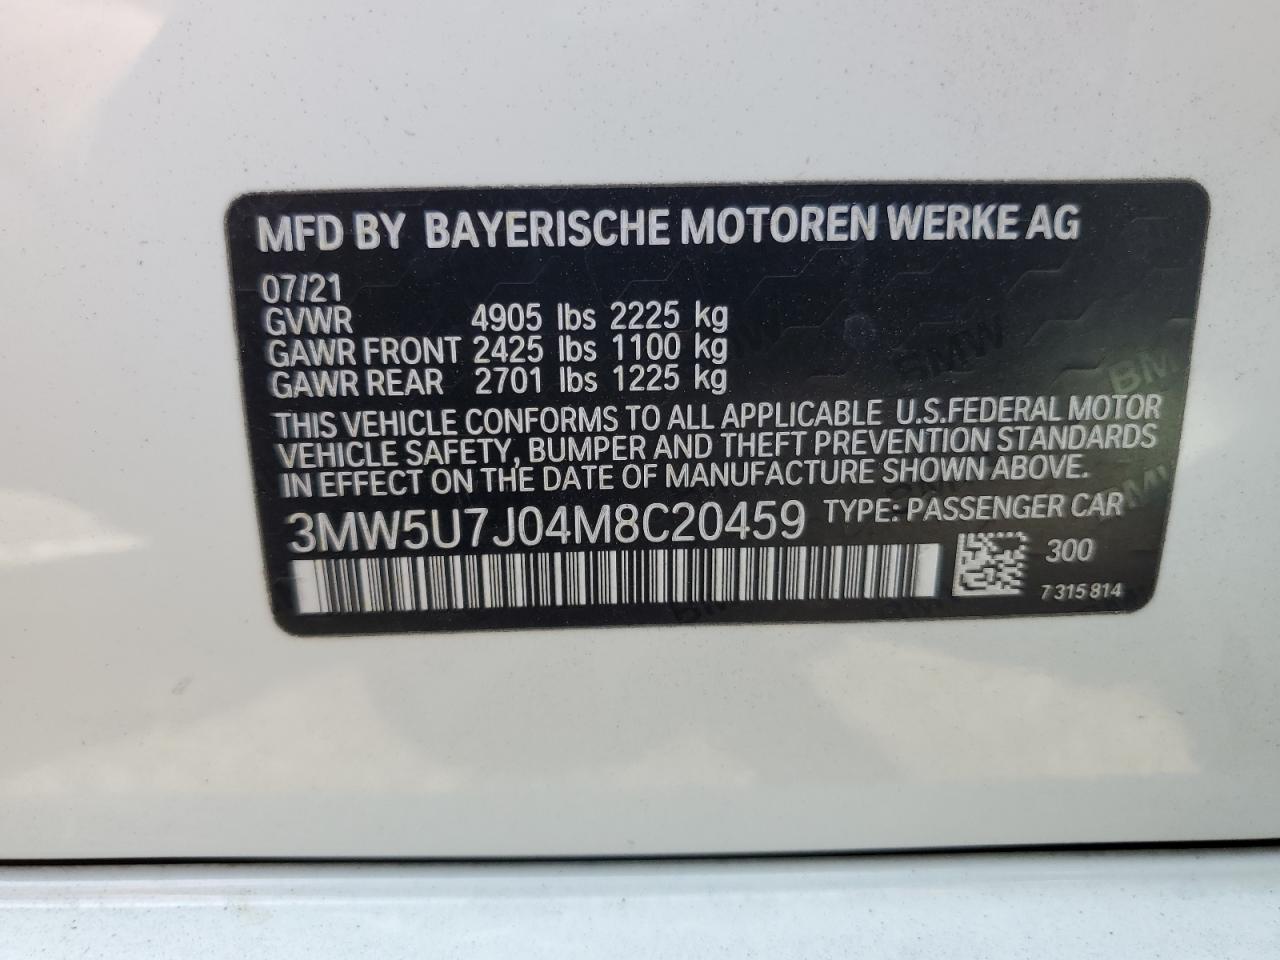 MFD BY BAYERISCHE MOTOREN WERKE AG
07/21
GVWR 4905 lbs 2225 kg
GAWR FRONT 2425 lbs 1100 kg
GAWR REAR 2701 lbs 1225 kg
THIS VEHICLE CONFORMS TO ALL APPLICABLE U.S.FEDERAL MOTOR
VEHICLE SAFETY, BUMPER AND THEFT PREVENTION STANDARDS
IN EFFECT ON THE DATE OF MANUFACTURE SHOWN ABOVE.
3MW5U7J04M8C20459 TYPE: PASSENGER CAR
300
7 315 814